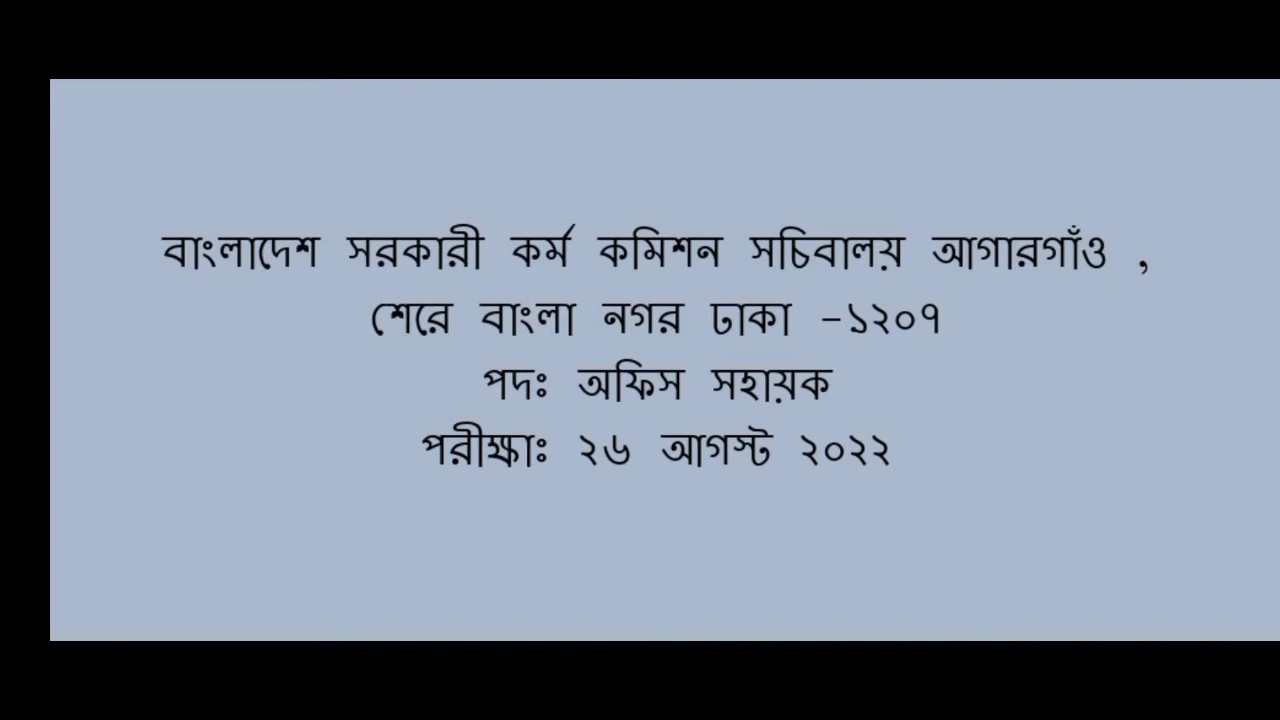 বাংলাদেশ সরকারী কর্ম কমিশন সচিবালয় আগারগাঁও ,
শেরে বাংলা নগর ঢাকা -১২০৭
পদঃ অফিস সহায়ক
পরীক্ষাঃ ২৬ আগস্ট ২০২২